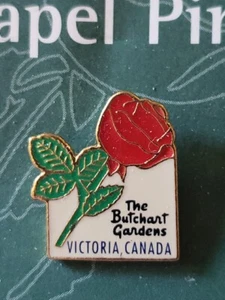 apel Pin
The
Butchart
Gardens
VICTORIA, CANADA